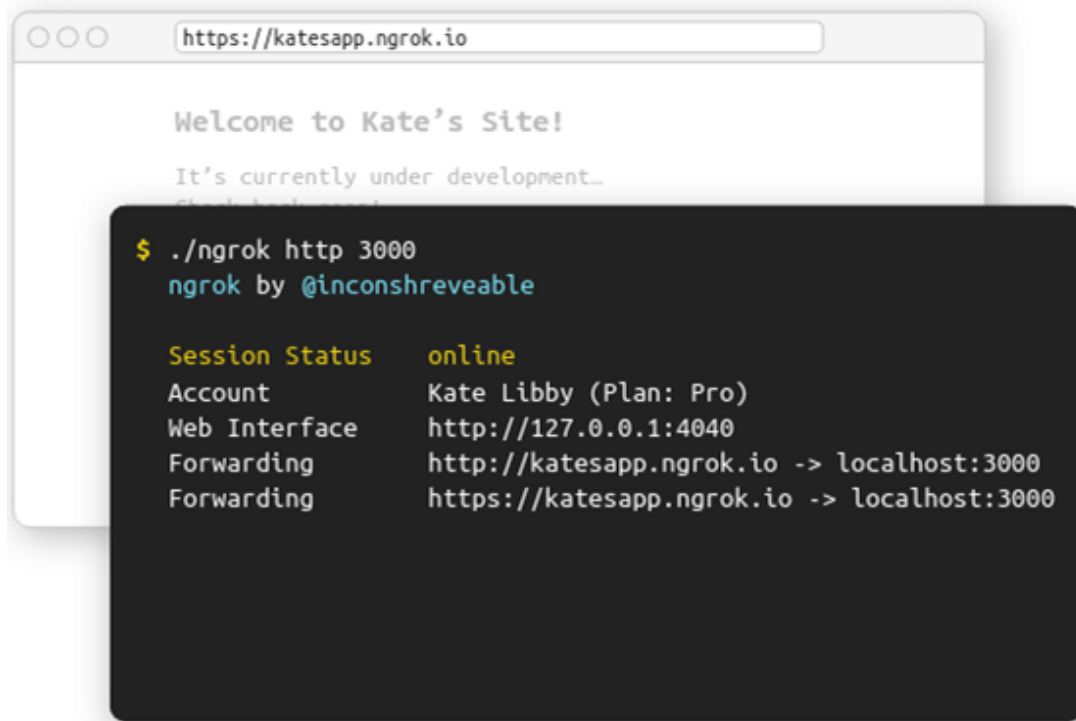 https://katesapp.ngrok.io
Welcome to Kate’s Site!
It’s currently under development…
$ ./ngrok http 3000
ngrok by @inconshreveable
Session Status online
Account Kate Libby (Plan: Pro)
Web Interface http://127.0.0.1:4040
Forwarding http://katesapp.ngrok.io -> localhost:3000
Forwarding https://katesapp.ngrok.io -> localhost:3000